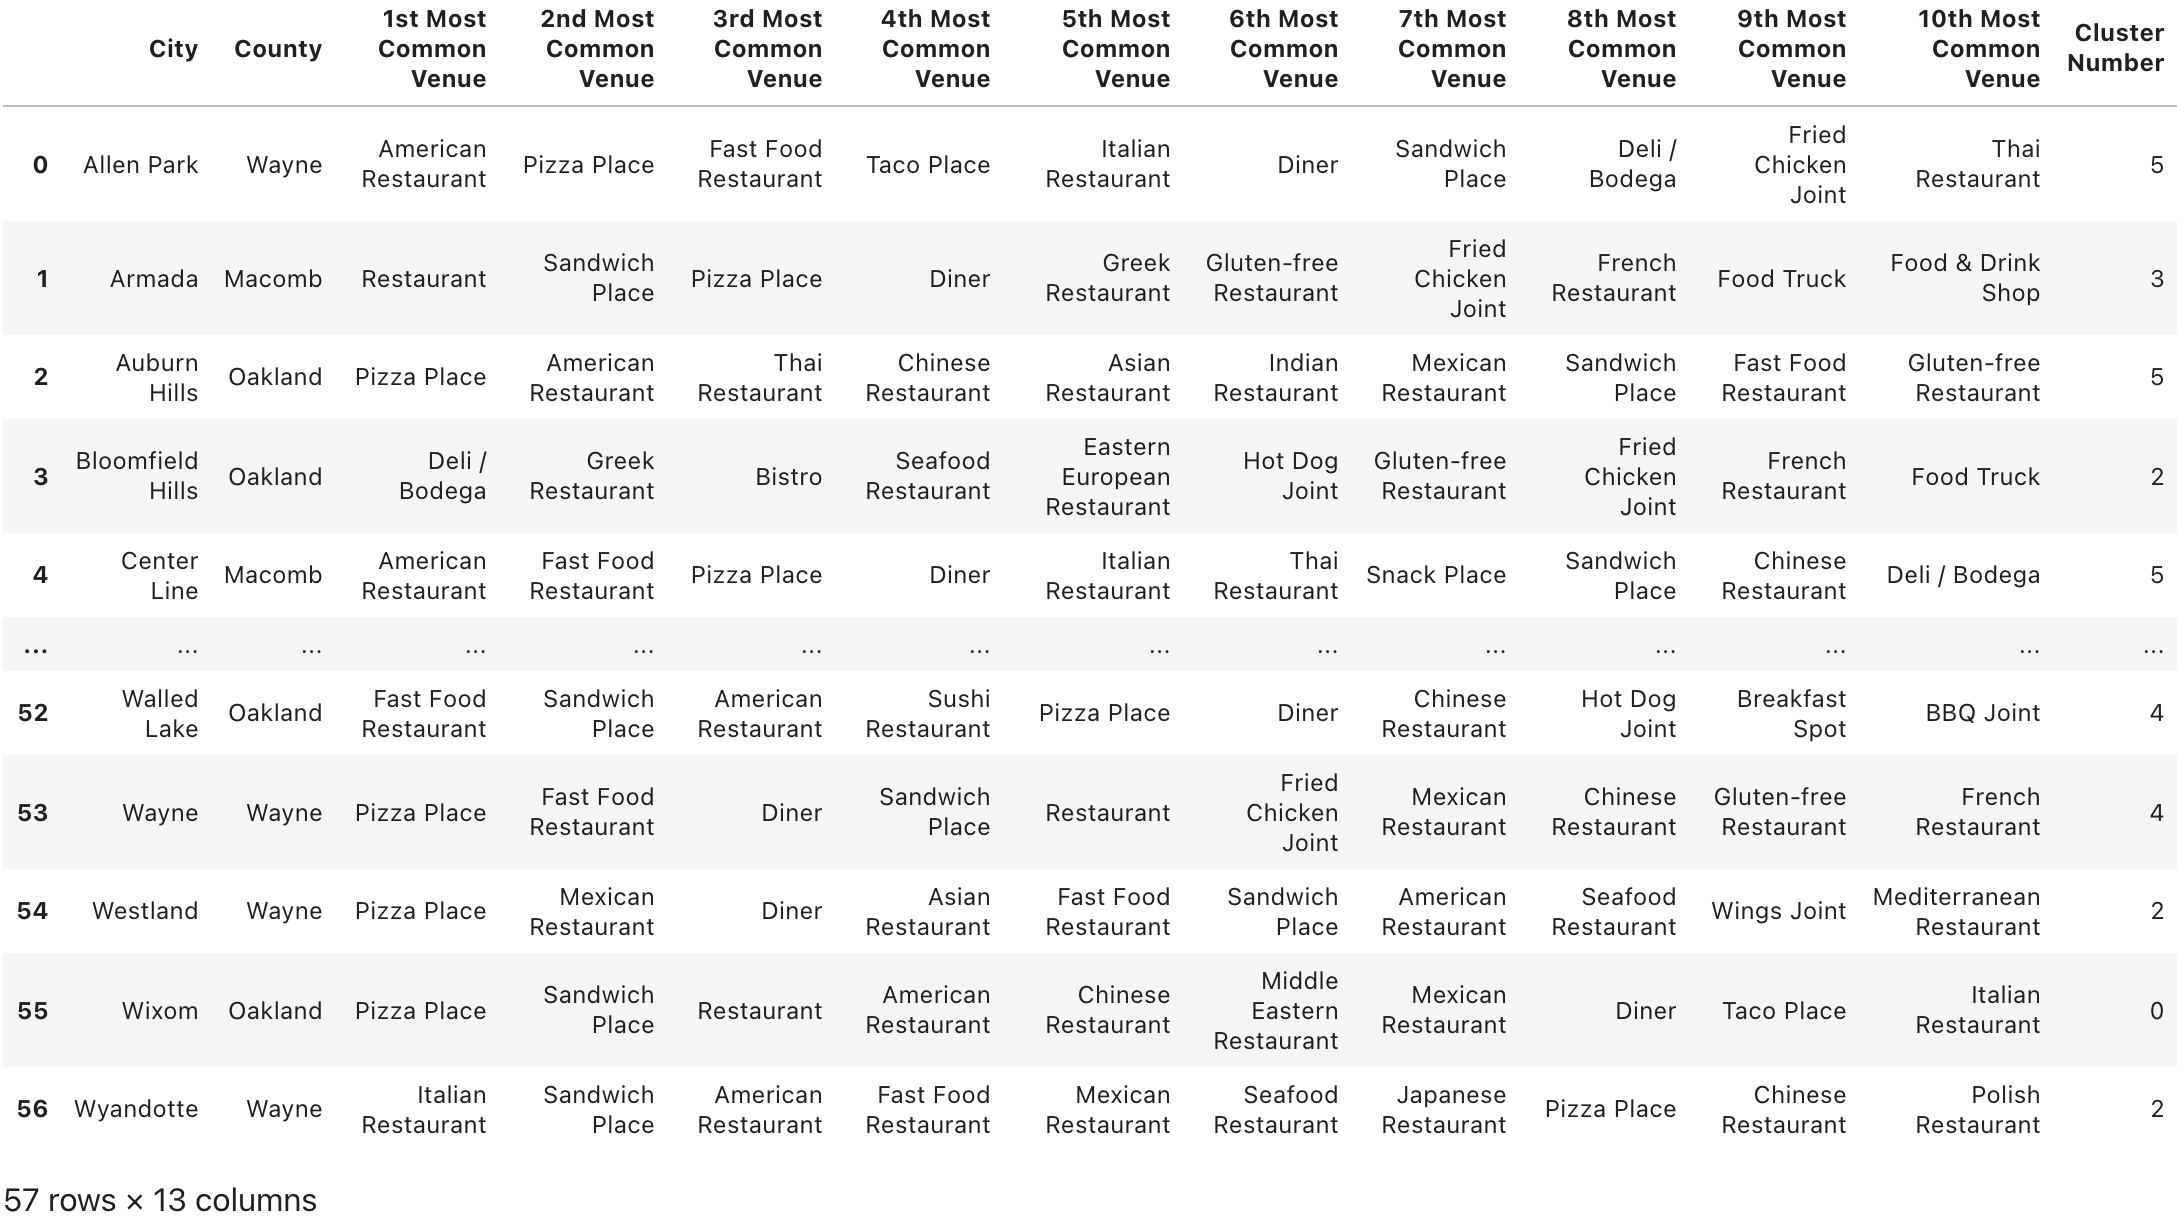 City County 1st Most Common Venue 2nd Most Common Venue 3rd Most Common Venue 4th Most Common Venue 5th Most Common Venue 6th Most Common Venue 7th Most Common Venue 8th Most Common Venue 9th Most Common Venue 10th Most Common Venue Cluster Number
0 Allen Park Wayne American Restaurant Pizza Place Fast Food Restaurant Taco Place Italian Restaurant Diner Sandwich Place Deli / Bodega Fried Chicken Joint Thai Restaurant 5
1 Armada Macomb Restaurant Sandwich Place Pizza Place Diner Greek Restaurant Gluten-free Restaurant Fried Chicken Joint French Restaurant Food Truck Food & Drink Shop 3
2 Auburn Hills Oakland Pizza Place American Restaurant Thai Restaurant Chinese Restaurant Asian Restaurant Indian Restaurant Mexican Restaurant Sandwich Place Fast Food Restaurant Gluten-free Restaurant 5
3 Bloomfield Hills Oakland Deli / Bodega Greek Restaurant Bistro Seafood Restaurant Eastern European Restaurant Hot Dog Joint Gluten-free Restaurant Fried Chicken Joint French Restaurant Food Truck 2
4 Center Line Macomb American Restaurant Fast Food Restaurant Pizza Place Diner Italian Restaurant Thai Restaurant Snack Place Sandwich Place Chinese Restaurant Deli / Bodega 5
... ... ... ... ... ... ... ... ... ... ... ... ... ...
52 Walled Lake Oakland Fast Food Restaurant Sandwich Place American Restaurant Sushi Restaurant Pizza Place Diner Chinese Restaurant Hot Dog Joint Breakfast Spot BBQ Joint 4
53 Wayne Wayne Pizza Place Fast Food Restaurant Diner Sandwich Place Restaurant Fried Chicken Joint Mexican Restaurant Chinese Restaurant Gluten-free Restaurant French Restaurant 4
54 Westland Wayne Pizza Place Mexican Restaurant Diner Asian Restaurant Fast Food Restaurant Sandwich Place American Restaurant Seafood Restaurant Wings Joint Mediterranean Restaurant 2
55 Wixom Oakland Pizza Place Sandwich Place Restaurant American Restaurant Chinese Restaurant Middle Eastern Restaurant Mexican Restaurant Diner Taco Place Italian Restaurant 0
56 Wyandotte Wayne Italian Restaurant Sandwich Place American Restaurant Fast Food Restaurant Mexican Restaurant Seafood Restaurant Japanese Restaurant Pizza Place Chinese Restaurant Polish Restaurant 2
57 rows × 13 columns